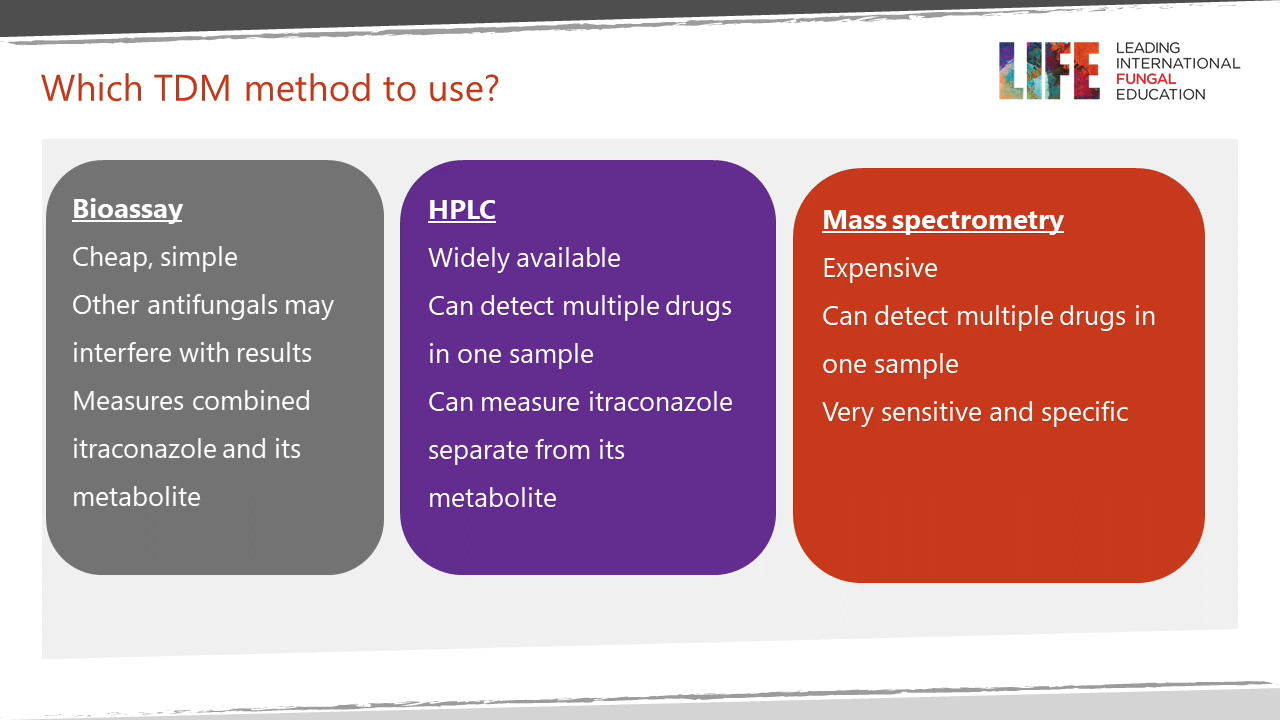 Which TDM method to use?
LIFE
LEADING
INTERNATIONAL
FUNGAL
EDUCATION
Bioassay
Cheap, simple
Other antifungals may
interfere with results
Measures combined
itraconazole and its
metabolite
HPLC
Widely available
Can detect multiple drugs
in one sample
Can measure itraconazole
separate from its
metabolite
Mass spectrometry
Expensive
Can detect multiple drugs in
one sample
Very sensitive and specific